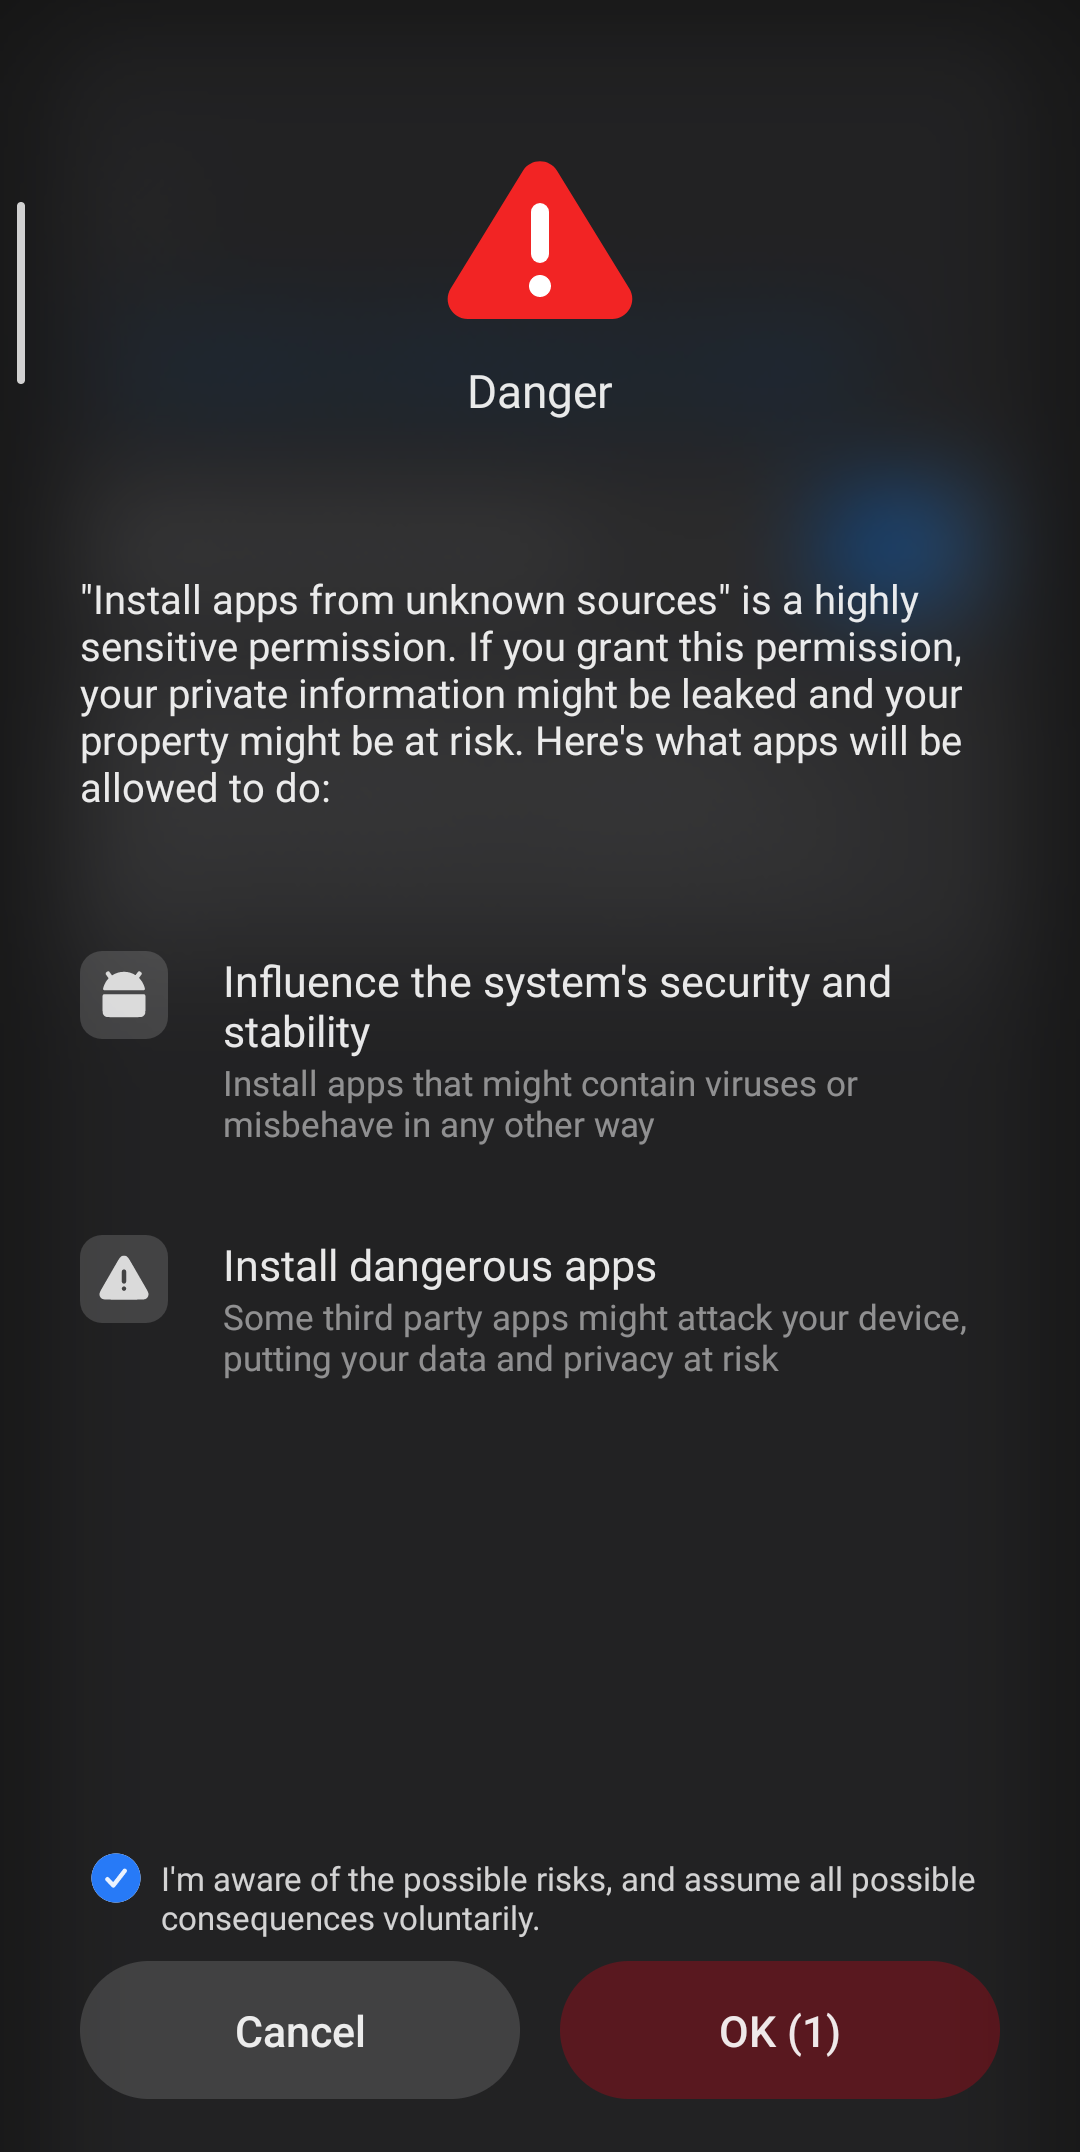 Danger
"Install apps from unknown sources" is a highly
sensitive permission. If you grant this permission,
your private information might be leaked and your
property might be at risk. Here's what apps will be
allowed to do:
Influence the system's security and
stability
Install apps that might contain viruses or
misbehave in any other way
Install dangerous apps
Some third party apps might attack your device,
putting your data and privacy at risk
I'm aware of the possible risks, and assume all possible
consequences voluntarily.
Cancel
OK (1)